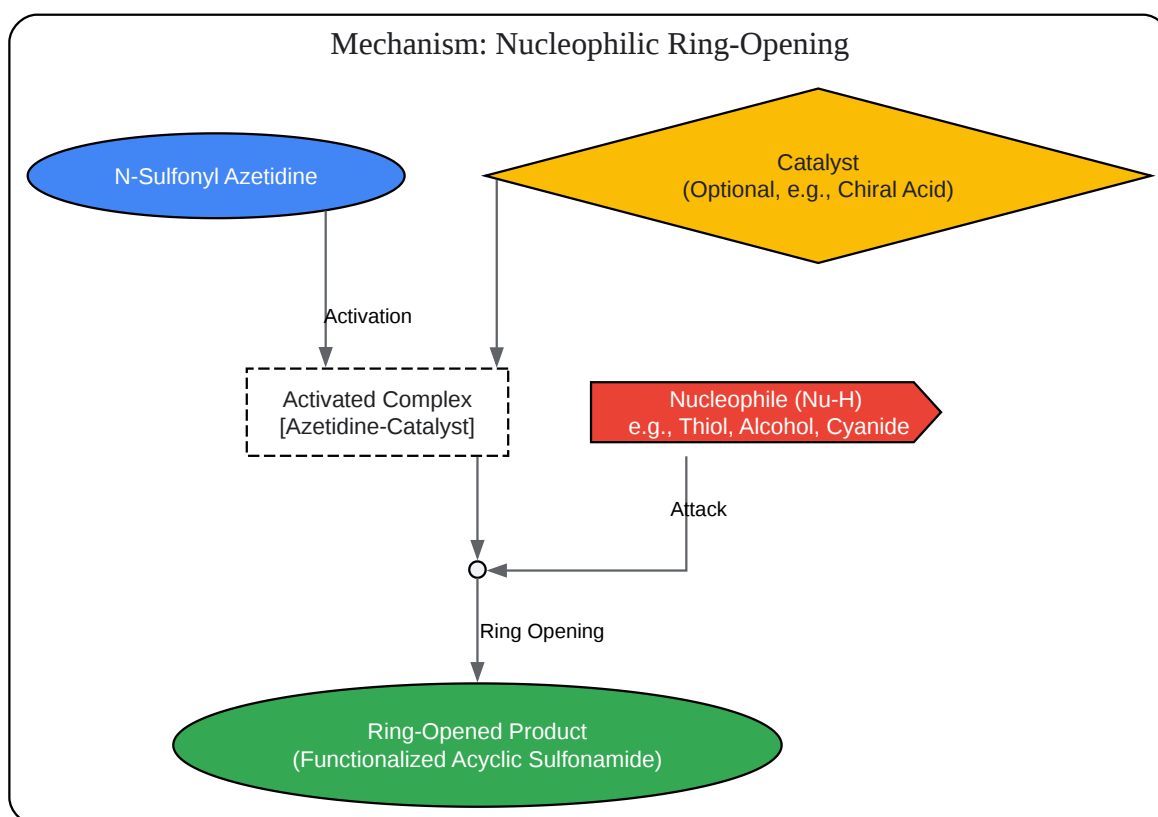 Mechanism: Nucleophilic Ring-Opening
N-Sulfonyl Azetidine
Catalyst
(Optional, e.g., Chiral Acid)
Activation
Activated Complex
[Azetidine-Catalyst]
Nucleophile (Nu-H)
e.g., Thiol, Alcohol, Cyanide
Attack
Ring Opening
Ring-Opened Product
(Functionalized Acyclic Sulfonamide)